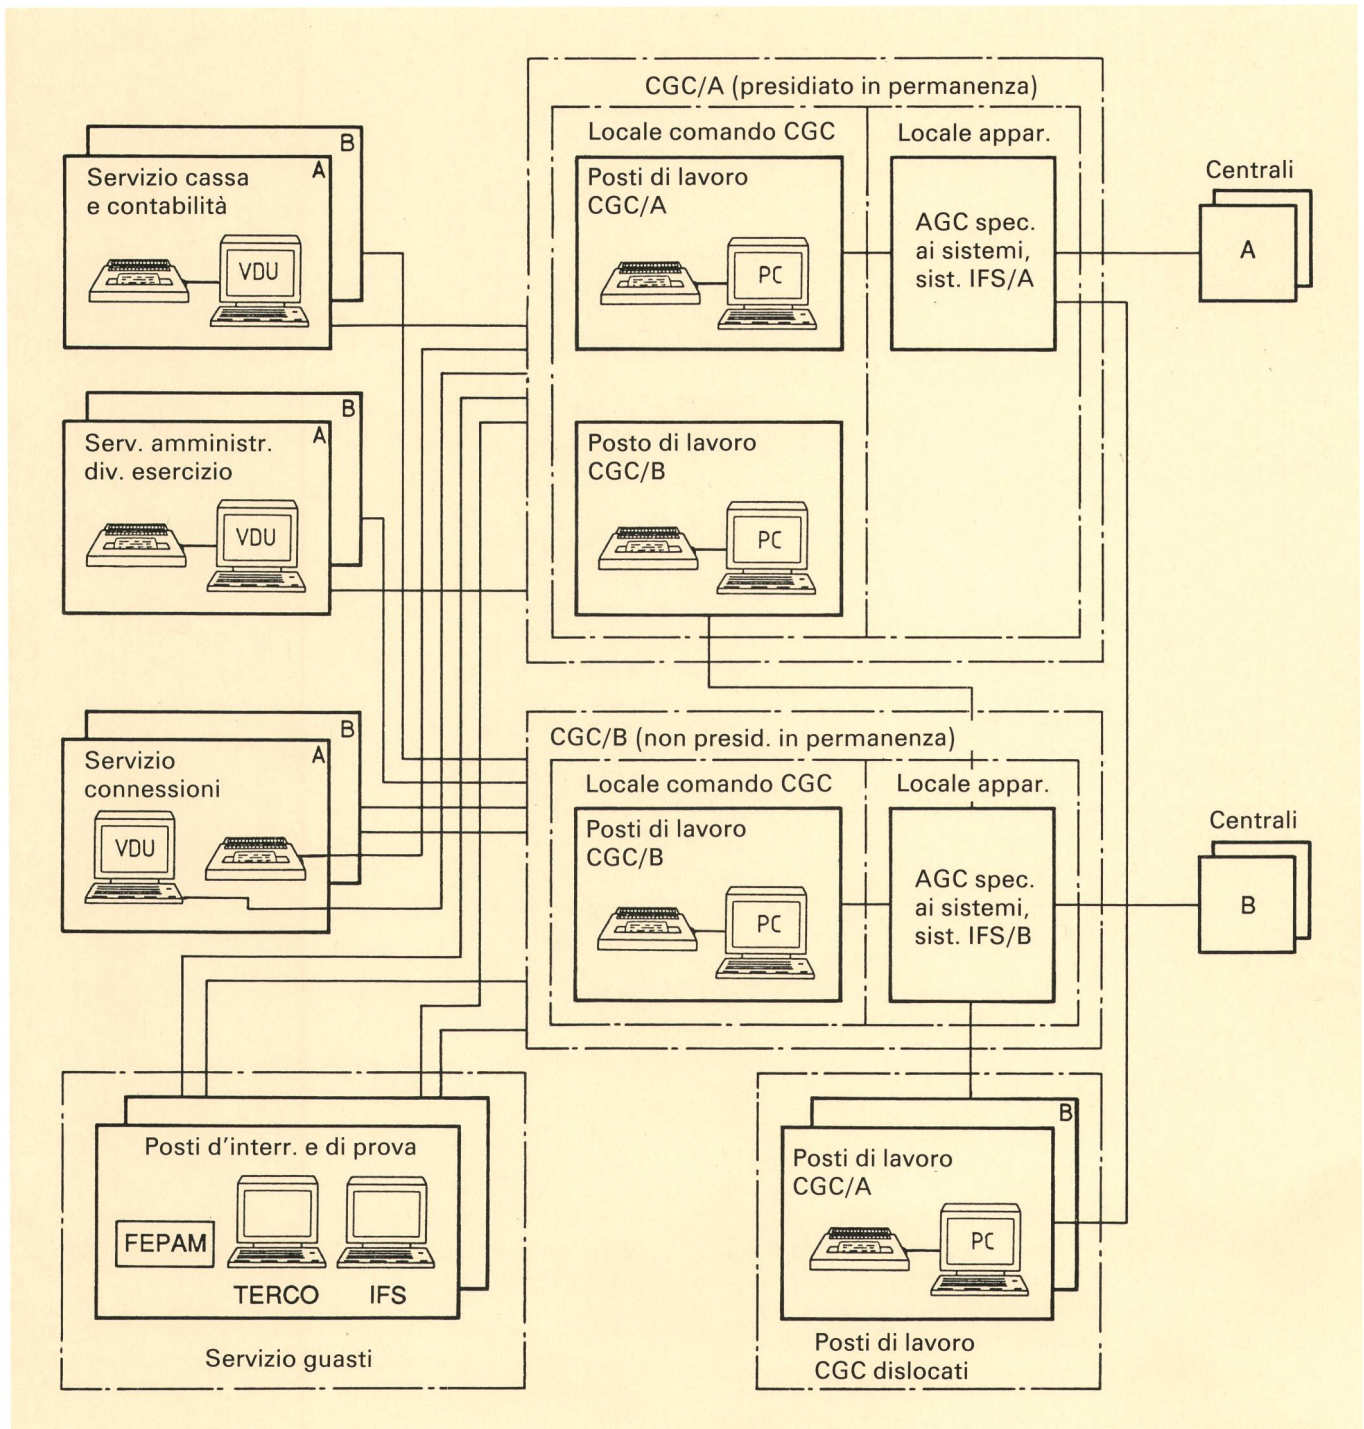 CGC/A (presidiato in permanenza)
Locale comando CGC
Locale appar.
B
A
Servizio cassa
e contabilità
VDU
Posti di lavoro
CGC/A
PC
AGC spec.
ai sistemi,
sist. IFS/A
Centrali
A
B
A
Serv. amministr.
div. esercizio
VDU
Posto di lavoro
CGC/B
PC
B
A
Servizio
connessioni
VDU
CGC/B (non presid. in permanenza)
Locale comando CGC
Locale appar.
Posti di lavoro
CGC/B
PC
AGC spec.
ai sistemi,
sist. IFS/B
Centrali
B
Posti d'interr. e di prova
FEPAM
TERCO
IFS
Servizio guasti
B
Posti di lavoro
CGC/A
PC
Posti di lavoro
CGC dislocati